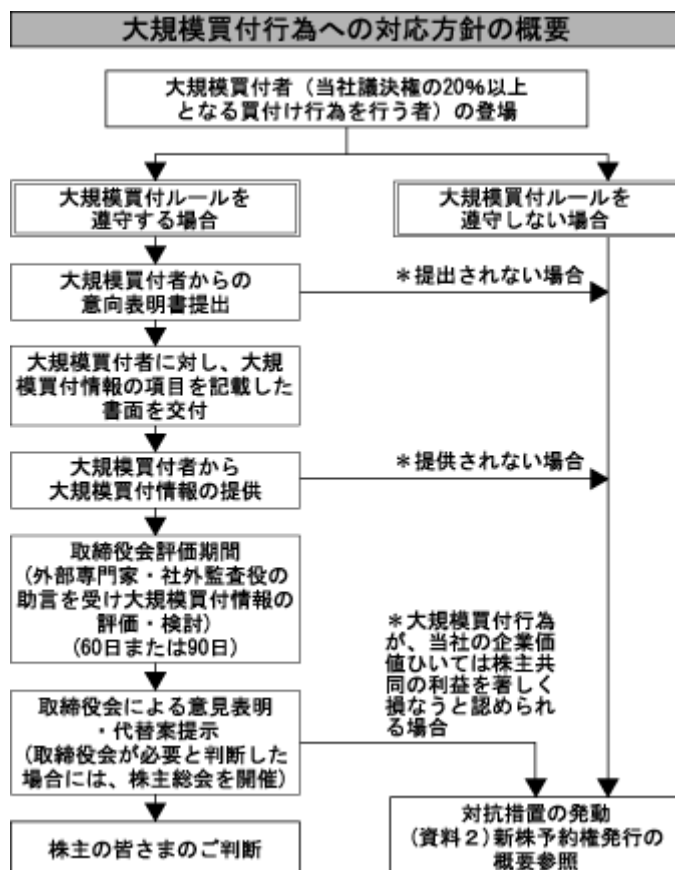 大規模買付行為への対応方針の概要
大規模買付者（当社議決権の20％以上
となる買付け行為を行う者）の登場
大規模買付ルールを
遵守する場合
大規模買付ルールを
遵守しない場合
大規模買付者からの
意向表明書提出
＊提出されない場合
大規模買付者に対し、大規
模買付情報の項目を記載した
書面を交付
大規模買付者から
大規模買付情報の提供
＊提供されない場合
取締役会評価期間
(外部専門家・社外監査役の
助言を受け大規模買付情報の
評価・検討)
(60日または90日)
＊大規模買付行為
が、当社の企業価
値ひいては株主共
同の利益を著しく
損なうと認められ
る場合
取締役会による意見表明
・代替案提示
(取締役会が必要と判断した
場合には、株主総会を開催)
株主の皆さまのご判断
対抗措置の発動
(資料２)新株予約権発行の
概要参照